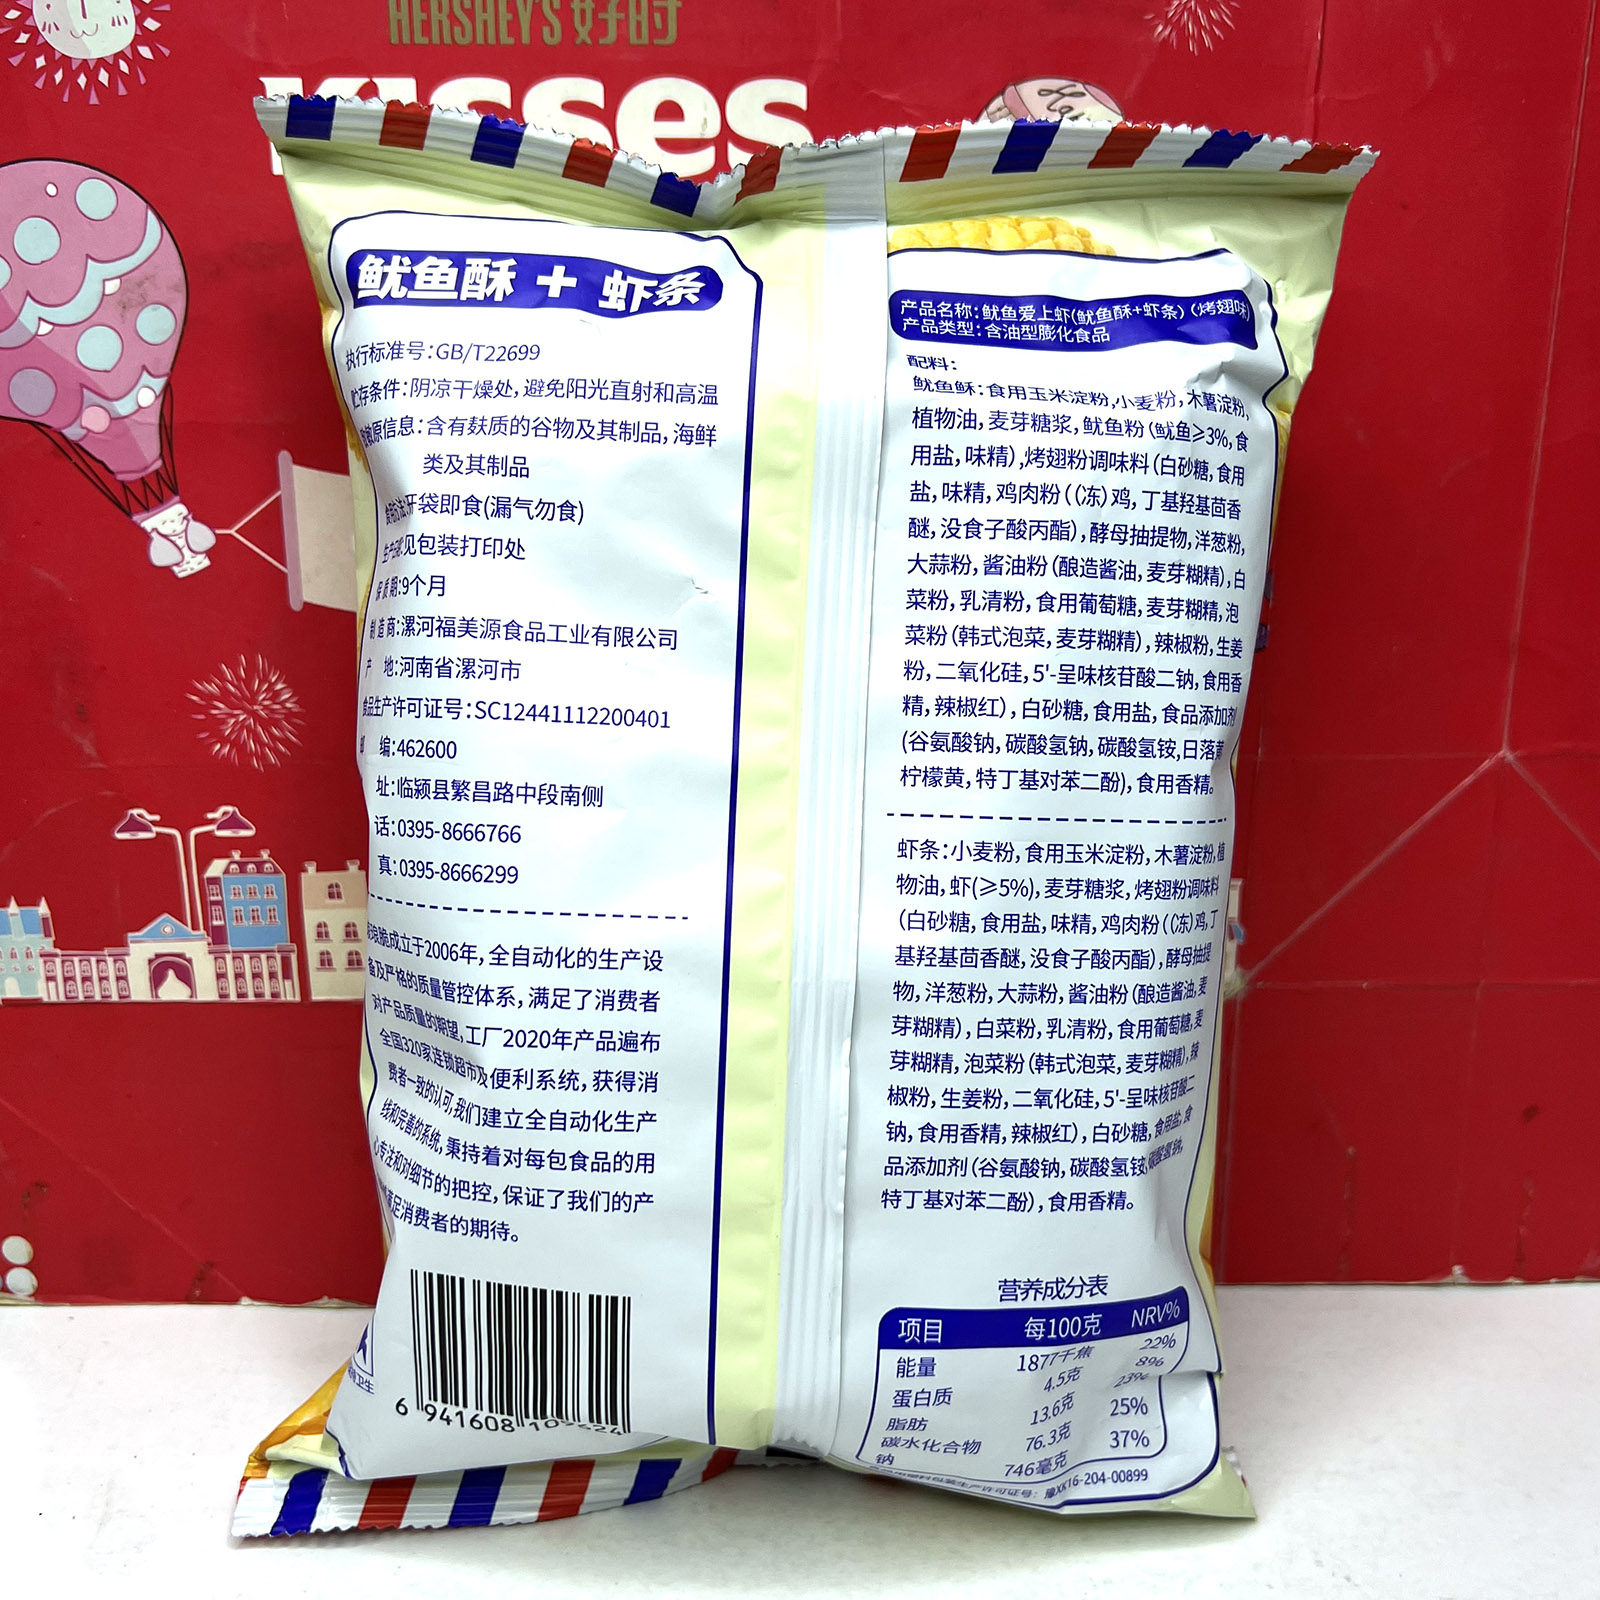 HERSHEY'S 好时
KISSES
鱿鱼酥 + 虾条
执行标准号:GB/T22699
贮存条件:阴凉干燥处,避免阳光直射和高温
致敏原信息:含有麸质的谷物及其制品,海鲜
类及其制品
食用方法:开袋即食(漏气勿食)
生产日期:见包装打印处
保质期:9个月
制造商:漯河福美源食品工业有限公司
产 地:河南省漯河市
食品生产许可证号:SC12441112200401
邮 编:462600
址:临颍县繁昌路中段南侧
话:0395-8666766
真:0395-8666299
脆成立于2006年,全自动化的生产设
备及严格的质量管控体系,满足了消费者
对产品质量的期望,工厂2020年产品遍布
全国320家连锁超市及便利系统,获得消
费者一致的认可,我们建立全自动化生产
线和完善的系统,秉持着对每包食品的用
心专注和对细节的把控,保证了我们的产
满足消费者的期待。
卫生
6 941608
产品名称:鱿鱼爱上虾(鱿鱼酥+虾条)(烤翅味)
产品类型:含油型膨化食品
配料:
鱿鱼酥:食用玉米淀粉,小麦粉,木薯淀粉,
植物油,麦芽糖浆,鱿鱼粉(鱿鱼≥3%,食
用盐,味精),烤翅粉调味料(白砂糖,食用
盐,味精,鸡肉粉((冻)鸡,丁基羟基茴香
醚,没食子酸丙酯),酵母抽提物,洋葱粉,
大蒜粉,酱油粉(酿造酱油,麦芽糊精),白
菜粉,乳清粉,食用葡萄糖,麦芽糊精,泡
菜粉(韩式泡菜,麦芽糊精),辣椒粉,生姜
粉,二氧化硅,5'-呈味核苷酸二钠,食用香
精,辣椒红),白砂糖,食用盐,食品添加剂
(谷氨酸钠,碳酸氢钠,碳酸氢铵,日落黄
柠檬黄,特丁基对苯二酚),食用香精。
虾条:小麦粉,食用玉米淀粉,木薯淀粉,植
物油,虾(≥5%),麦芽糖浆,烤翅粉调味料
(白砂糖,食用盐,味精,鸡肉粉((冻)鸡,丁
基羟基茴香醚,没食子酸丙酯),酵母抽提
物,洋葱粉,大蒜粉,酱油粉(酿造酱油,麦
芽糊精),白菜粉,乳清粉,食用葡萄糖,麦
芽糊精,泡菜粉(韩式泡菜,麦芽糊精),辣
椒粉,生姜粉,二氧化硅,5'-呈味核苷酸二
钠,食用香精,辣椒红),白砂糖,食用盐,食
品添加剂(谷氨酸钠,碳酸氢铵,碳酸氢钠,
特丁基对苯二酚),食用香精。
营养成分表
项目 每100克 NRV%
能量 1877千焦 22%
蛋白质 4.5克 8%
脂肪 13.6克 23%
碳水化合物 76.3克 25%
钠 746毫克 37%
生产许可证号: 豫XK16-204-00899